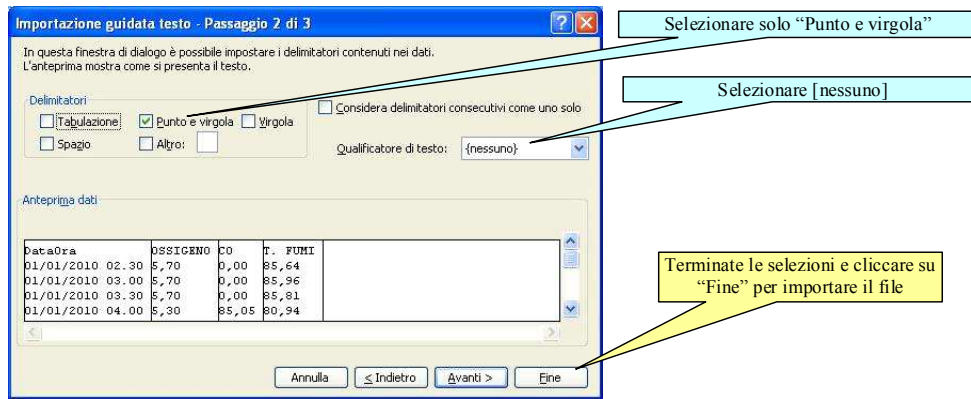 Importazione guidata testo - Passaggio 2 di 3
Selezionare solo “Punto e virgola”
In questa finestra di dialogo è possibile impostare i delimitatori contenuti nei dati.
L'anteprima mostra come si presenta il testo.
Selezionare [nessuno]
Delimitatori
Tabulazione Punto e virgola Virgola
Spazio Altro:
Considera delimitatori consecutivi come uno solo
Qualificatore di testo: {nessuno}
Anteprima dati
DataOra OSSIGENO CO T. FUMI
01/01/2010 02.30 5,70 0,00 85,64
01/01/2010 03.00 5,70 0,00 85,96
01/01/2010 03.30 5,70 0,00 85,81
01/01/2010 04.00 5,30 85,05 80,94
Terminate le selezioni e cliccare su
“Fine” per importare il file
Annulla < Indietro Avanti > Fine